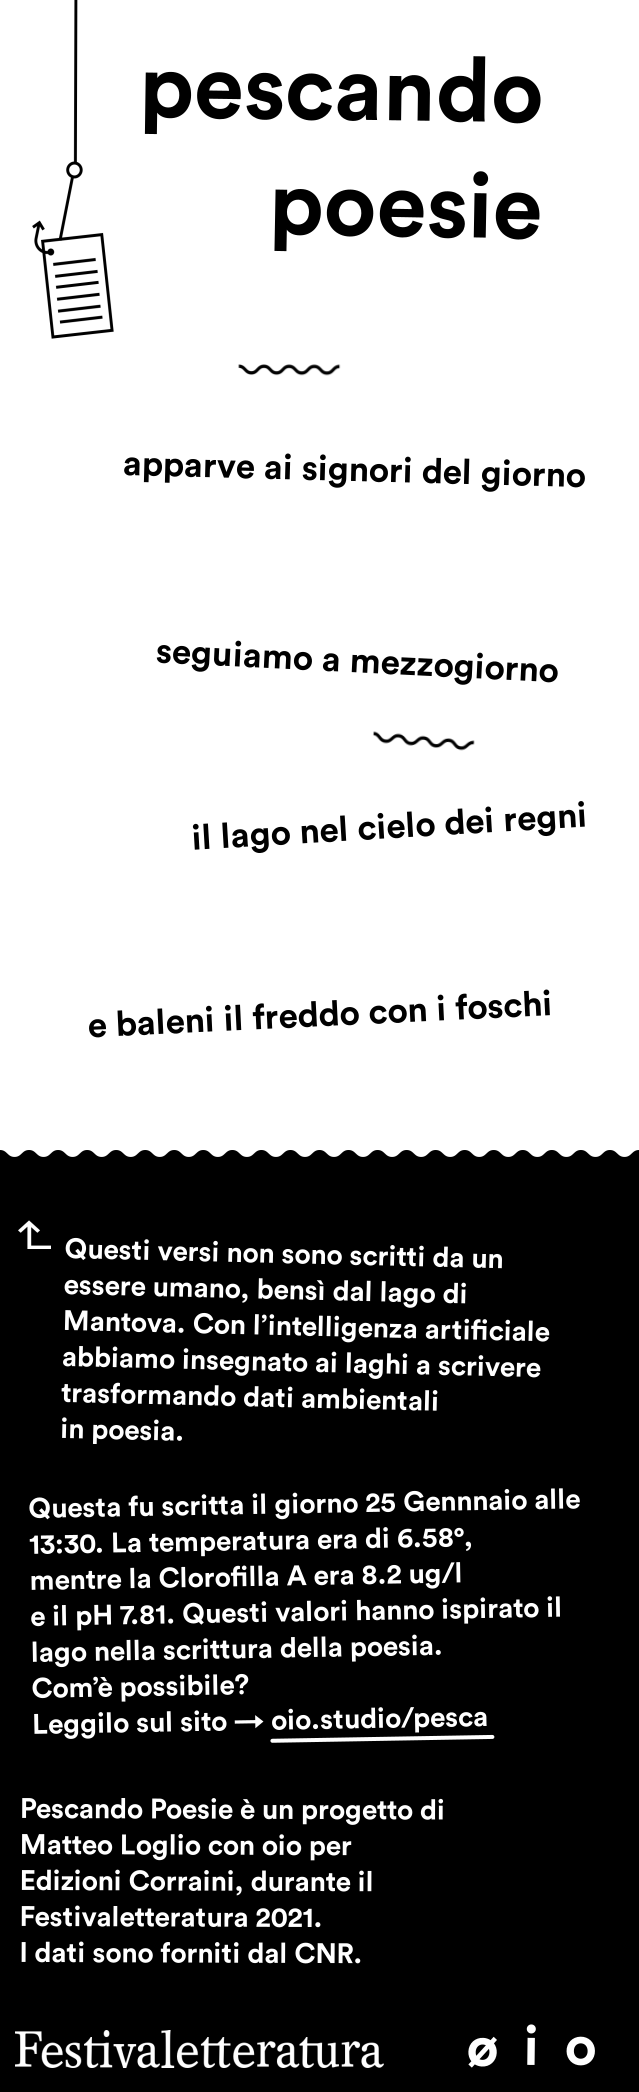 pescando
poesie
apparve ai signori del giorno
seguiamo a mezzogiorno
il lago nel cielo dei regni
e baleni il freddo con i foschi
Questi versi non sono scritti da un
essere umano, bensì dal lago di
Mantova. Con l'intelligenza artificiale
abbiamo insegnato ai laghi a scrivere
trasformando dati ambientali
in poesia.
Questa fu scritta il giorno 25 Gennnaio alle
13:30. La temperatura era di 6.58°,
mentre la Clorofilla A era 8.2 ug/l
e il pH 7.81. Questi valori hanno ispirato il
lago nella scrittura della poesia.
Com'è possibile?
Leggilo sul sito → oio.studio/pesca
Pescando Poesie è un progetto di
Matteo Loglio con oio per
Edizioni Corraini, durante il
Festivaletteratura 2021.
I dati sono forniti dal CNR.
Festivaletteratura ø i o